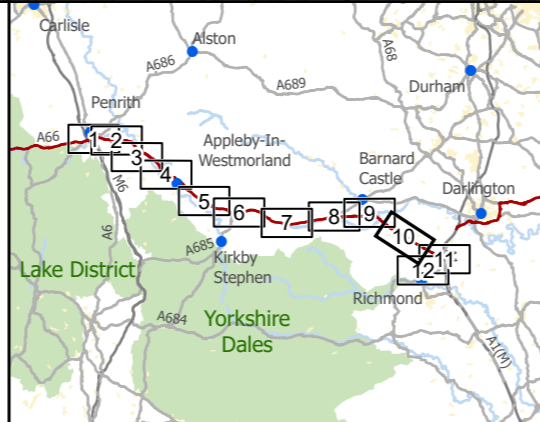 Carlisle
Alston
A686
A68
A689
Durham
Penrith
A66
1
2
3
4
5
6
7
8
9
10
11
12
Appleby-In-
Westmorland
Barnard
Castle
Darlington
M6
A6
A685
Kirkby
Stephen
Lake District
Richmond
A684
Yorkshire
Dales
A1(M)